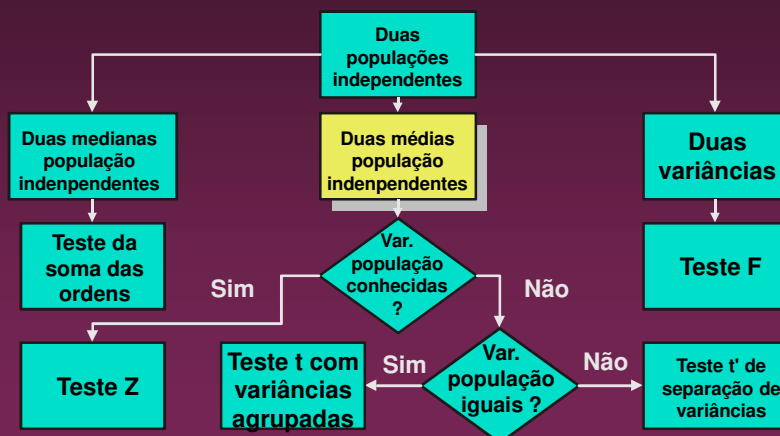 Duas
populações
independentes
Duas medianas
população
indenpendentes
Duas médias
população
indenpendentes
Duas
variâncias
Teste da
soma das
ordens
Var.
população
conhecidas
?
Teste F
Sim
Não
Teste Z
Teste t com
variâncias
agrupadas
Sim
Var.
população
iguais ?
Não
Teste t' de
separação de
variâncias